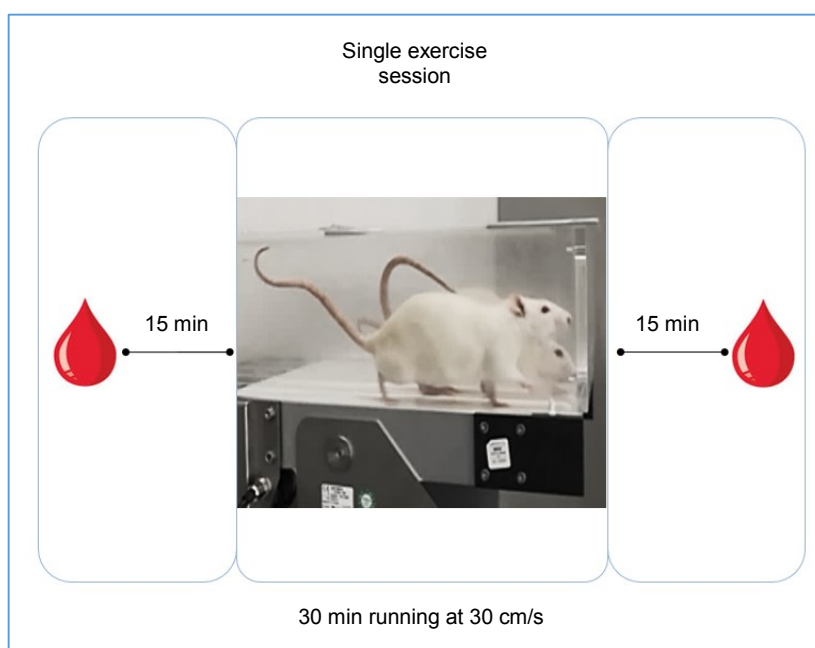 Single exercise
session
15 min
15 min
30 min running at 30 cm/s